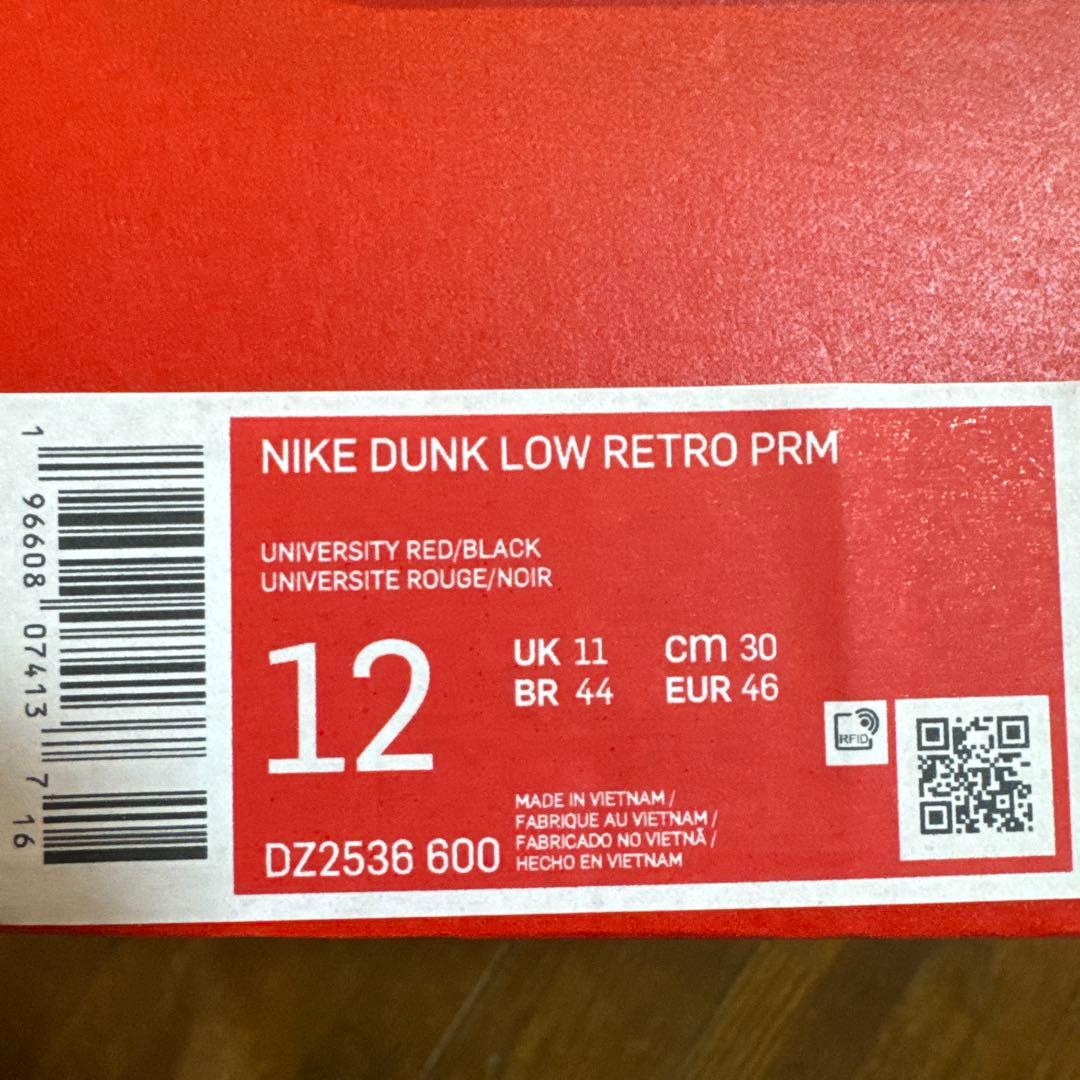 NIKE DUNK LOW RETRO PRM
UNIVERSITY RED/BLACK
UNIVERSITE ROUGE/NOIR
12
UK 11
cm 30
BR 44
EUR 46
RFID
MADE IN VIETNAM /
FABRIQUE AU VIETNAM /
FABRICADO NO VIETNÃ /
HECHO EN VIETNAM
DZ2536 600
1 96608 07413 7 16